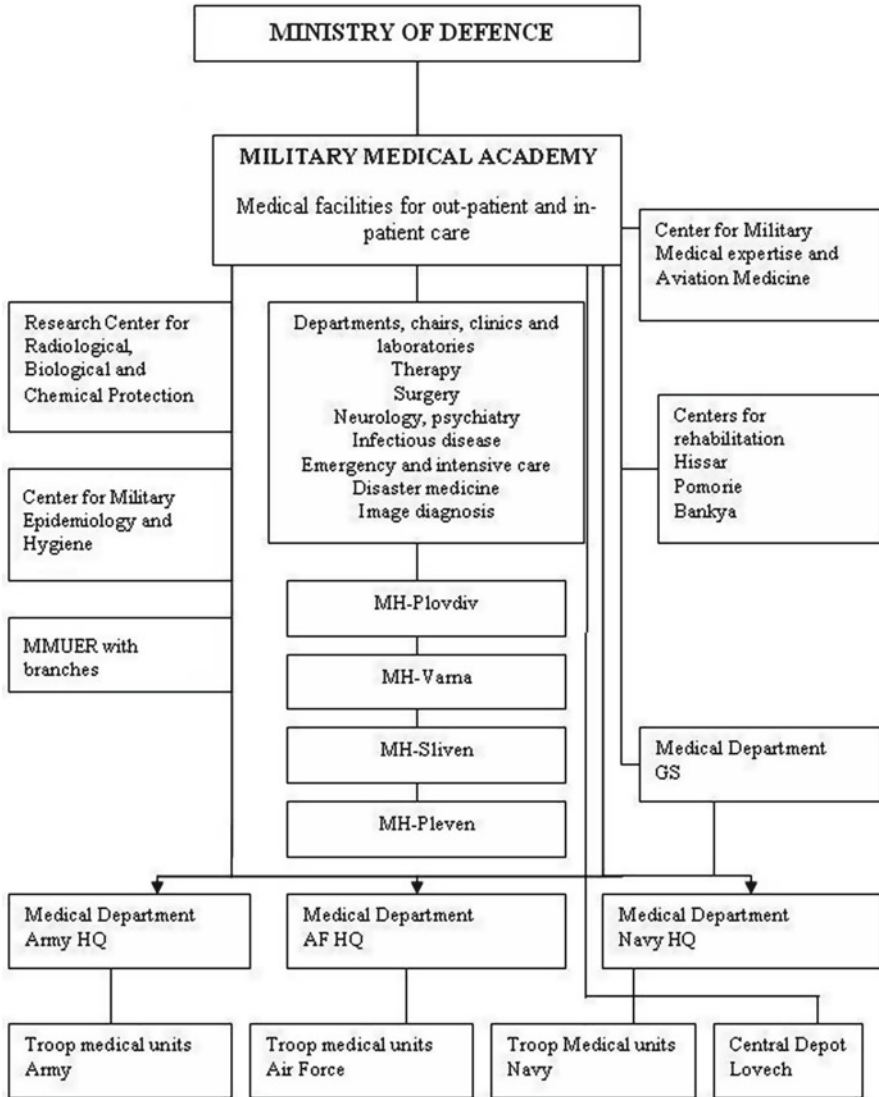 MINISTRY OF DEFENCE
MILITARY MEDICAL ACADEMY
Medical facilities for out-patient and in-
patient care
Center for Military
Medical expertise and
Aviation Medicine
Research Center for
Radiological,
Biological and
Chemical Protection
Departments, chairs, clinics and
laboratories
Therapy
Surgery
Neurology, psychiatry
Infectious disease
Emergency and intensive care
Disaster medicine
Image diagnosis
Centers for
rehabilitation
Hissar
Pomorie
Bankya
Center for Military
Epidemiology and
Hygiene
MH-Plovdiv
MMUER with
branches
MH-Varna
MH-Sliven
Medical Department
GS
MH-Pleven
Medical Department
Army HQ
Medical Department
AF HQ
Medical Department
Navy HQ
Troop medical units
Army
Troop medical units
Air Force
Troop Medical units
Navy
Central Depot
Lovech